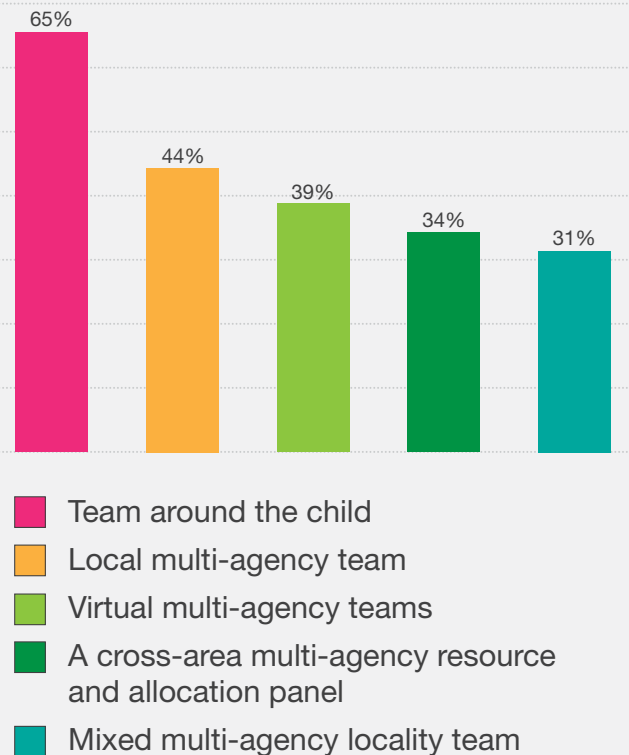 65%
44%
39%
34%
31%
Team around the child
Local multi-agency team
Virtual multi-agency teams
A cross-area multi-agency resource
and allocation panel
Mixed multi-agency locality team